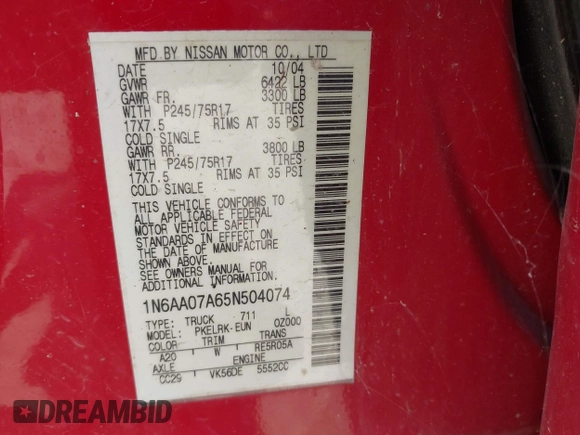 MFD. BY NISSAN MOTOR CO., LTD
DATE 10/04
GVWR 6422 LB
GAWR FR. 3300 LB
WITH P245/75R17 TIRES
17X7.5 RIMS AT 35 PSI
COLD SINGLE
GAWR RR. 3800 LB
WITH P245/75R17 TIRES
17X7.5 RIMS AT 35 PSI
COLD SINGLE
THIS VEHICLE CONFORMS TO
ALL APPLICABLE FEDERAL
MOTOR VEHICLE SAFETY
STANDARDS IN EFFECT ON
THE DATE OF MANUFACTURE
SHOWN ABOVE.
SEE OWNERS MANUAL FOR
ADDITIONAL INFORMATION.
1N6AA07A65N504074
TYPE: TRUCK 711 L
MODEL: PKELRK-EUN 0Z000
COLOR TRIM TRANS
A20 W RE5R05A
AXLE ENGINE
CC29 VK56DE 5552CC
DREAMBID